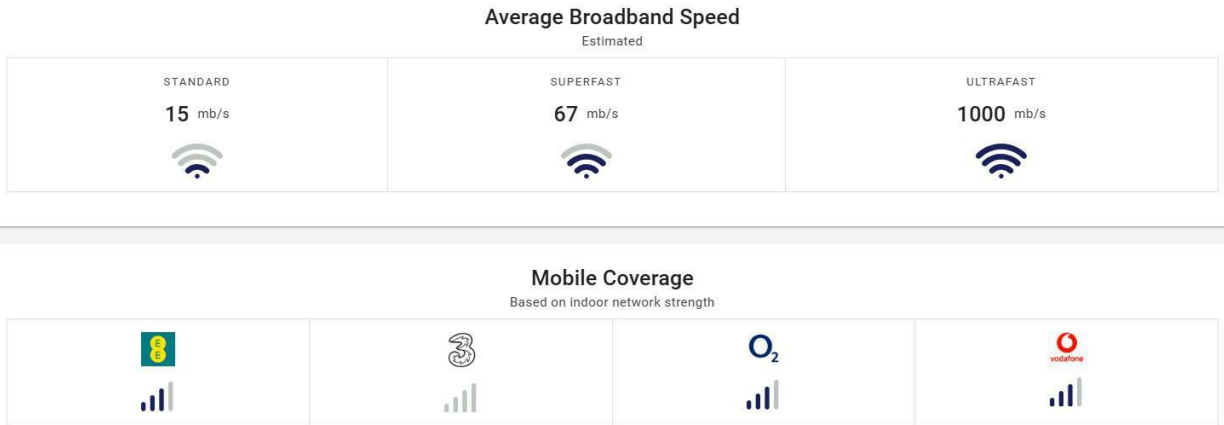 Average Broadband Speed
Estimated
STANDARD
SUPERFAST
ULTRAFAST
15 mb/s
67 mb/s
1000 mb/s
Mobile Coverage
Based on indoor network strength
E
E
3
O2
vodafone